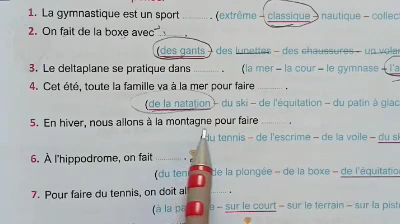 1. La gymnastique est un sport .......... (extrême – classique – nautique – collec
2. On fait de la boxe avec ..
(des gants – des lunettes – des chaussures – un
3. Le deltaplane se pratique dans .......... (la mer – la cour – le gymnase – l'a
4. Cet été, toute la famille va à la mer pour faire ..........
(de la natation – du ski – de l'équitation – du patin à glac
5. En hiver, nous allons à la montagne pour faire ..........
du tennis – de l'escrime – de la voile – du s
6. À l'hippodrome, on fait ..........
(du ten de la plongée – de la boxe – de l'équitatio
7. Pour faire du tennis, on doit al ..........
(à la pa – sur le court – sur le terrain – sur la pist